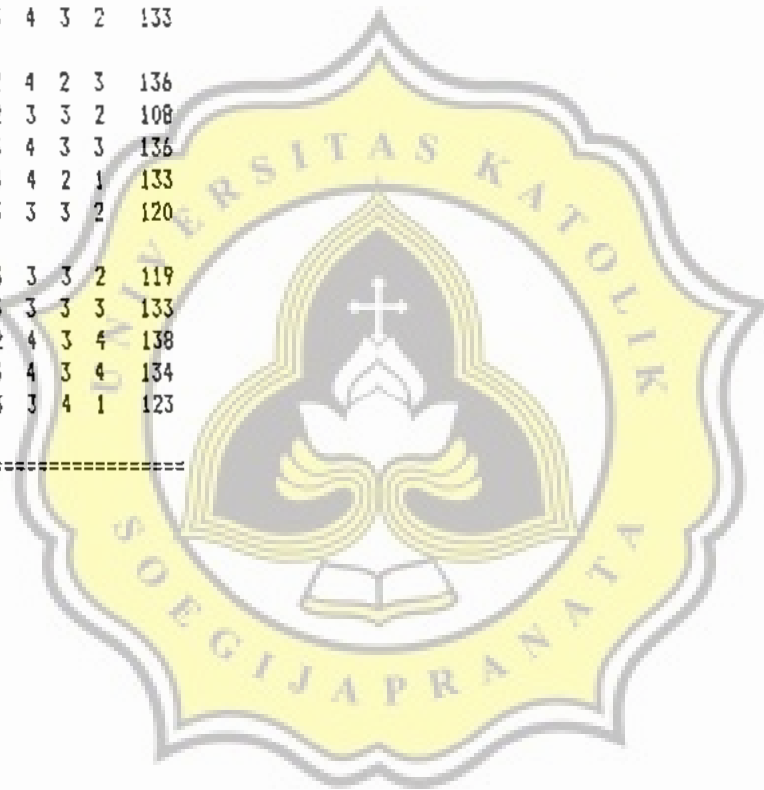 4 3 2 133
4 2 3 136
3 3 2 108
4 3 3 136
4 2 1 133
3 3 2 120
3 3 2 119
3 3 3 133
4 3 4 138
4 3 4 134
3 4 1 123
==================
UNIVERSITAS KATOLIK
SOEGIJAPRANATA